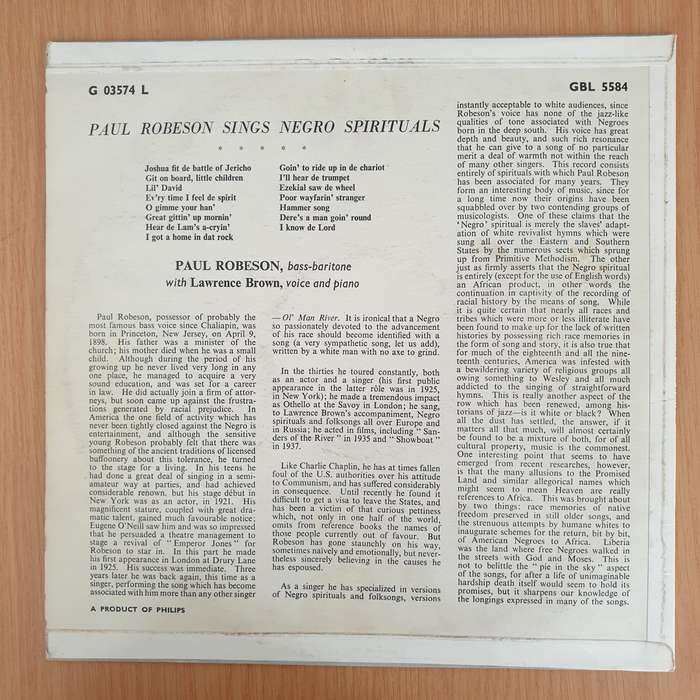 G 03574 L
GBL 5584
PAUL ROBESON SINGS NEGRO SPIRITUALS
* * * * *
Joshua fit de battle of Jericho
Git on board, little children
Lil' David
Ev'ry time I feel de spirit
O gimme your han'
Great gittin' up mornin'
Hear de Lam's a-cryin'
I got a home in dat rock
Goin' to ride up in de chariot
I'll hear de trumpet
Ezekial saw de wheel
Poor wayfarin' stranger
Hammer song
Dere's a man goin' round
I know de Lord
PAUL ROBESON, bass-baritone
with Lawrence Brown, voice and piano
Paul Robeson, possessor of probably the
most famous bass voice since Chaliapin, was
born in Princeton, New Jersey, on April 9,
1898. His father was a minister of the
church; his mother died when he was a small
child. Although during the period of his
growing up he never lived very long in any
one place, he managed to acquire a very
sound education, and was set for a career
in law. He did actually join a firm of attor-
neys, but soon came up against the frustra-
tions generated by racial prejudice. In
America the one field of activity which has
never been tightly closed against the Negro is
entertainment, and although the sensitive
young Robeson probably felt that there was
something of the ancient traditions of licensed
buffoonery about this tolerance, he turned
to the stage for a living. In his teens he
had done a great deal of singing in a semi-
amateur way at parties, and had achieved
considerable renown, but his stage début in
New York was as an actor, in 1921. His
magnificent stature, coupled with great dra-
matic talent, gained much favourable notice;
Eugene O'Neill saw him and was so impressed
that he persuaded a theatre management to
stage a revival of "Emperor Jones" for
Robeson to star in. In this part he made
his first appearance in London at Drury Lane
in 1925. His success was immediate. Three
years later he was back again, this time as a
singer, performing the song which has become
associated with him more than any other singer
— Ol' Man River. It is ironical that a Negro
so passionately devoted to the advancement
of his race should become identified with a
song (a very sympathetic song, let us add),
written by a white man with no axe to grind.
In the thirties he toured constantly, both
as an actor and a singer (his first public
appearance in the latter rôle was in 1925,
in New York); he made a tremendous impact
as Othello at the Savoy in London; he sang,
to Lawrence Brown's accompaniment, Negro
spirituals and folksongs all over Europe and
in Russia; he acted in films, including "San-
ders of the River" in 1935 and "Showboat"
in 1937.
Like Charlie Chaplin, he has at times fallen
foul of the U.S. authorities over his attitude
to Communism, and has suffered considerably
in consequence. Until recently he found it
difficult to get a visa to leave the States, and
has been a victim of that curious pettiness
which, not only in one half of the world,
omits from reference books the names of
those people currently out of favour. But
Robeson has gone staunchly on his way,
sometimes naively and emotionally, but never-
theless sincerely believing in the causes he
has espoused.
As a singer he has specialized in versions
of Negro spirituals and folksongs, versions
instantly acceptable to white audiences, since
Robeson's voice has none of the jazz-like
qualities of tone associated with Negroes
born in the deep south. His voice has great
depth and beauty, and such rich resonance
that he can give to a song of no particular
merit a deal of warmth not within the reach
of many other singers. This record consists
entirely of spirituals with which Paul Robeson
has been associated for many years. They
form an interesting body of music, since for
a long time now their origins have been
squabbled over by two contending groups of
musicologists. One of these claims that the
'Negro' spiritual is merely the slaves' adapt-
ation of white revivalist hymns which were
sung all over the Eastern and Southern
States by the numerous sects which sprung
up from Primitive Methodism. The other
just as firmly asserts that the Negro spiritual
is entirely (except for the use of English words)
an African product, in other words the
continuation in captivity of the recording of
racial history by the means of song. While
it is quite certain that nearly all races and
tribes which were more or less illiterate have
been found to make up for the lack of written
histories by possessing rich race memories in
the form of song and story, it is also true that
for much of the eighteenth and all the nine-
teenth centuries, America was infested with
a bewildering variety of religious groups all
owing something to Wesley and all much
addicted to the singing of straightforward
hymns. This is really another aspect of the
row which has been renewed, among his-
torians of jazz—is it white or black? When
all the dust has settled, the answer, if it
matters all that much, will almost certainly
be found to be a mixture of both, for of all
cultural property, music is the commonest.
One interesting point that seems to have
emerged from recent researches, however,
is that the many allusions to the Promised
Land and similar allegorical names which
might seem to mean Heaven are really
references to Africa. This was brought about
by two things: race memories of native
freedom preserved in still older songs, and
the strenuous attempts by humane whites to
inaugurate schemes for the return, bit by bit,
of American Negroes to Africa. Liberia
was the land where free Negroes walked in
the streets with God and Moses. This is
not to belittle the "pie in the sky" aspect
of the songs, for after a life of unimaginable
hardship death itself would seem to hold its
promises, but it sharpens our knowledge of
the longings expressed in many of the songs.
A PRODUCT OF PHILIPS